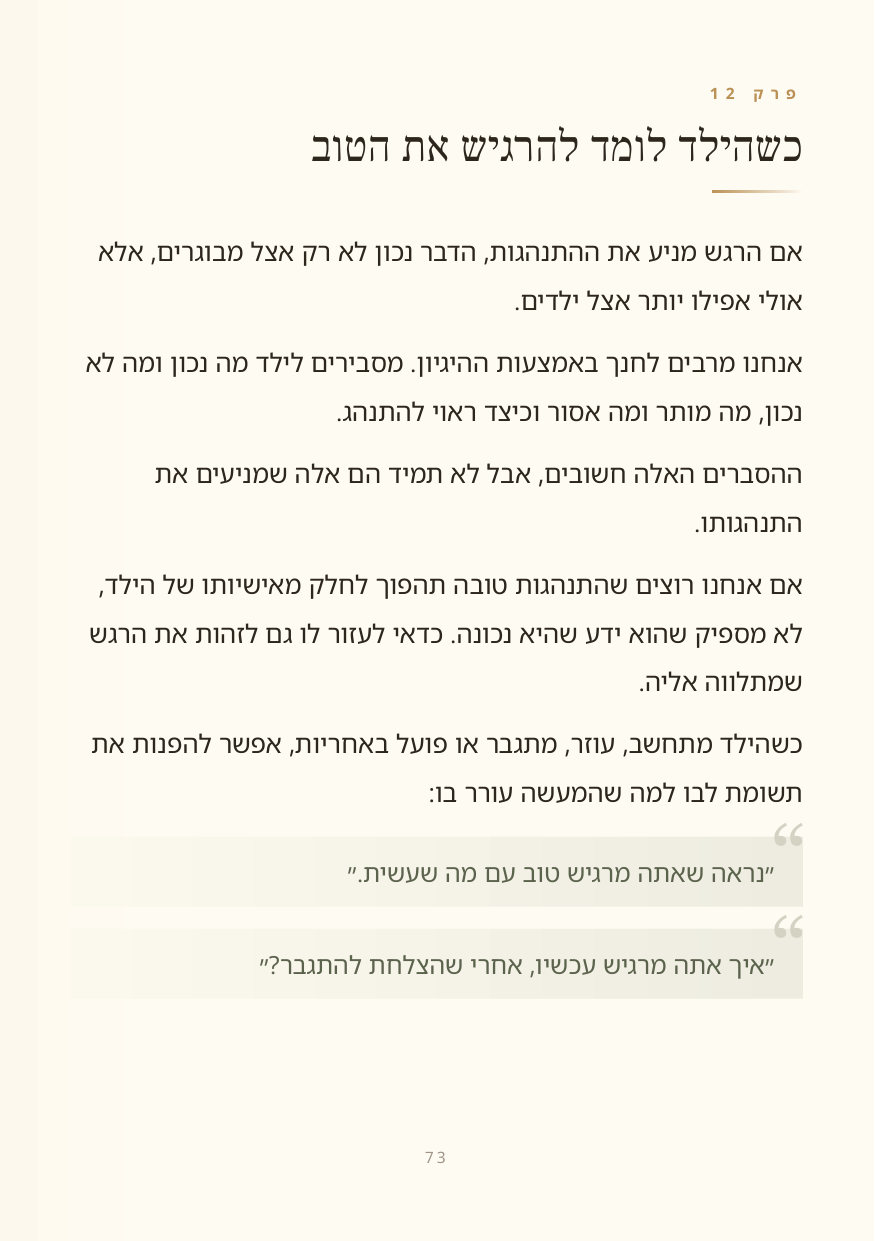 פרק 12
כשהילד לומד להרגיש את הטוב
אם הרגש מניע את ההתנהגות, הדבר נכון לא רק אצל מבוגרים, אלא
אולי אפילו יותר אצל ילדים.
אנחנו מרבים לחנך באמצעות ההיגיון. מסבירים לילד מה נכון ומה לא
נכון, מה מותר ומה אסור וכיצד ראוי להתנהג.
ההסברים האלה חשובים, אבל לא תמיד הם אלה שמניעים את
התנהגותו.
אם אנחנו רוצים שהתנהגות טובה תהפוך לחלק מאישיותו של הילד,
לא מספיק שהוא ידע שהיא נכונה. כדאי לעזור לו גם לזהות את הרגש
שמתלווה אליה.
כשהילד מתחשב, עוזר, מתגבר או פועל באחריות, אפשר להפנות את
תשומת לבו למה שהמעשה עורר בו:
“
״נראה שאתה מרגיש טוב עם מה שעשית.״
“
״איך אתה מרגיש עכשיו, אחרי שהצלחת להתגבר?״
73